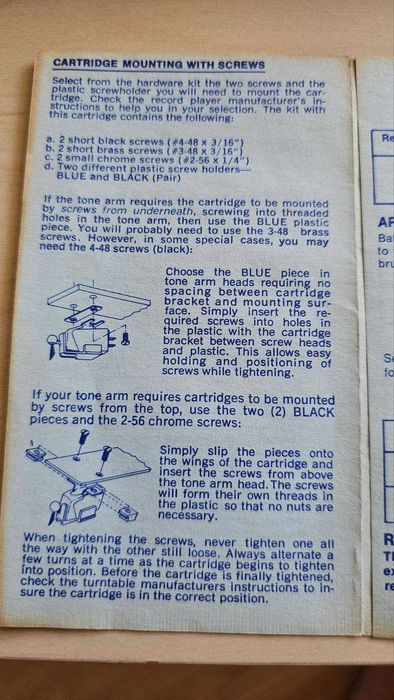 CARTRIDGE MOUNTING WITH SCREWS
Select from the hardware kit the two screws and the
plastic screwholder you will need to mount the car-
tridge. Check the record player manufacturer's in-
structions to help you in your selection. The kit with
this cartridge contains the following:
a. 2 short black screws (#4-48 x 3/16")
b. 2 short brass screws (#3-48 x 3/16")
c. 2 small chrome screws (#2-56 x 1/4")
d. Two different plastic screw holders—
BLUE and BLACK (Pair)
If the tone arm requires the cartridge to be mounted
by screws from underneath, screwing into threaded
holes in the tone arm, then use the BLUE plastic
piece. You will probably need to use the 3-48 brass
screws. However, in some special cases, you may
need the 4-48 screws (black):
Choose the BLUE piece in
tone arm heads requiring no
spacing between cartridge
bracket and mounting sur-
face. Simply insert the re-
quired screws into holes in
the plastic with the cartridge
bracket between screw heads
and plastic. This allows easy
holding and positioning of
screws while tightening.
If your tone arm requires cartridges to be mounted
by screws from the top, use the two (2) BLACK
pieces and the 2-56 chrome screws:
Simply slip the pieces onto
the wings of the cartridge and
insert the screws from above
the tone arm head. The screws
will form their own threads in
the plastic so that no nuts are
necessary.
When tightening the screws, never tighten one all
the way with the other still loose. Always alternate a
few turns at a time as the cartridge begins to tighten
into position. Before the cartridge is finally tightened,
check the turntable manufacturers instructions to in-
sure the cartridge is in the correct position.
Re
AP
Ba
to
bru
Se
fo
R
T
ex
re